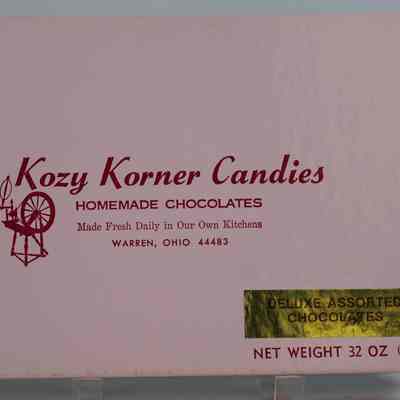 Kozy Korner Candies
HOMEMADE CHOCOLATES
Made Fresh Daily in Our Own Kitchens
WARREN, OHIO 44483
DELUXE ASSORTED
CHOCOLATES
NET WEIGHT 32 OZ (